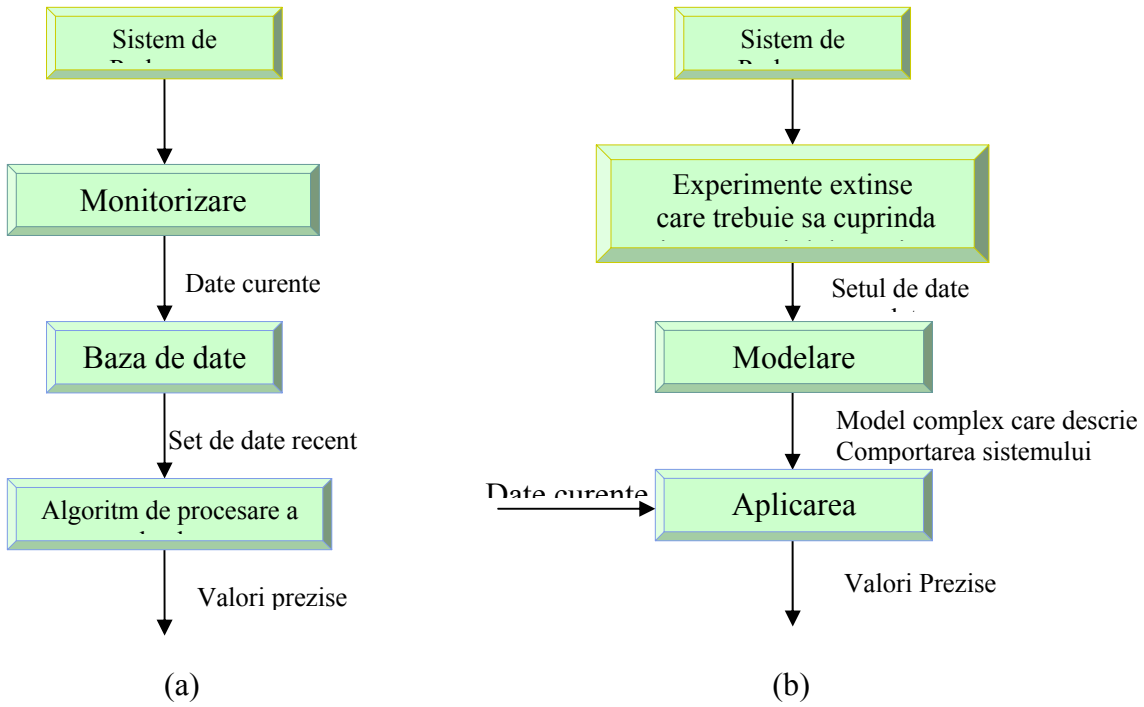 Sistem de
Monitorizare
Date curente
Baza de date
Set de date recent
Algoritm de procesare a
Valori prezise
(a)
Sistem de
Experimente extinse
care trebuie sa cuprinda
Setul de date
Modelare
Model complex care descrie
Comportarea sistemului
Date curente
Aplicarea
Valori Prezise
(b)